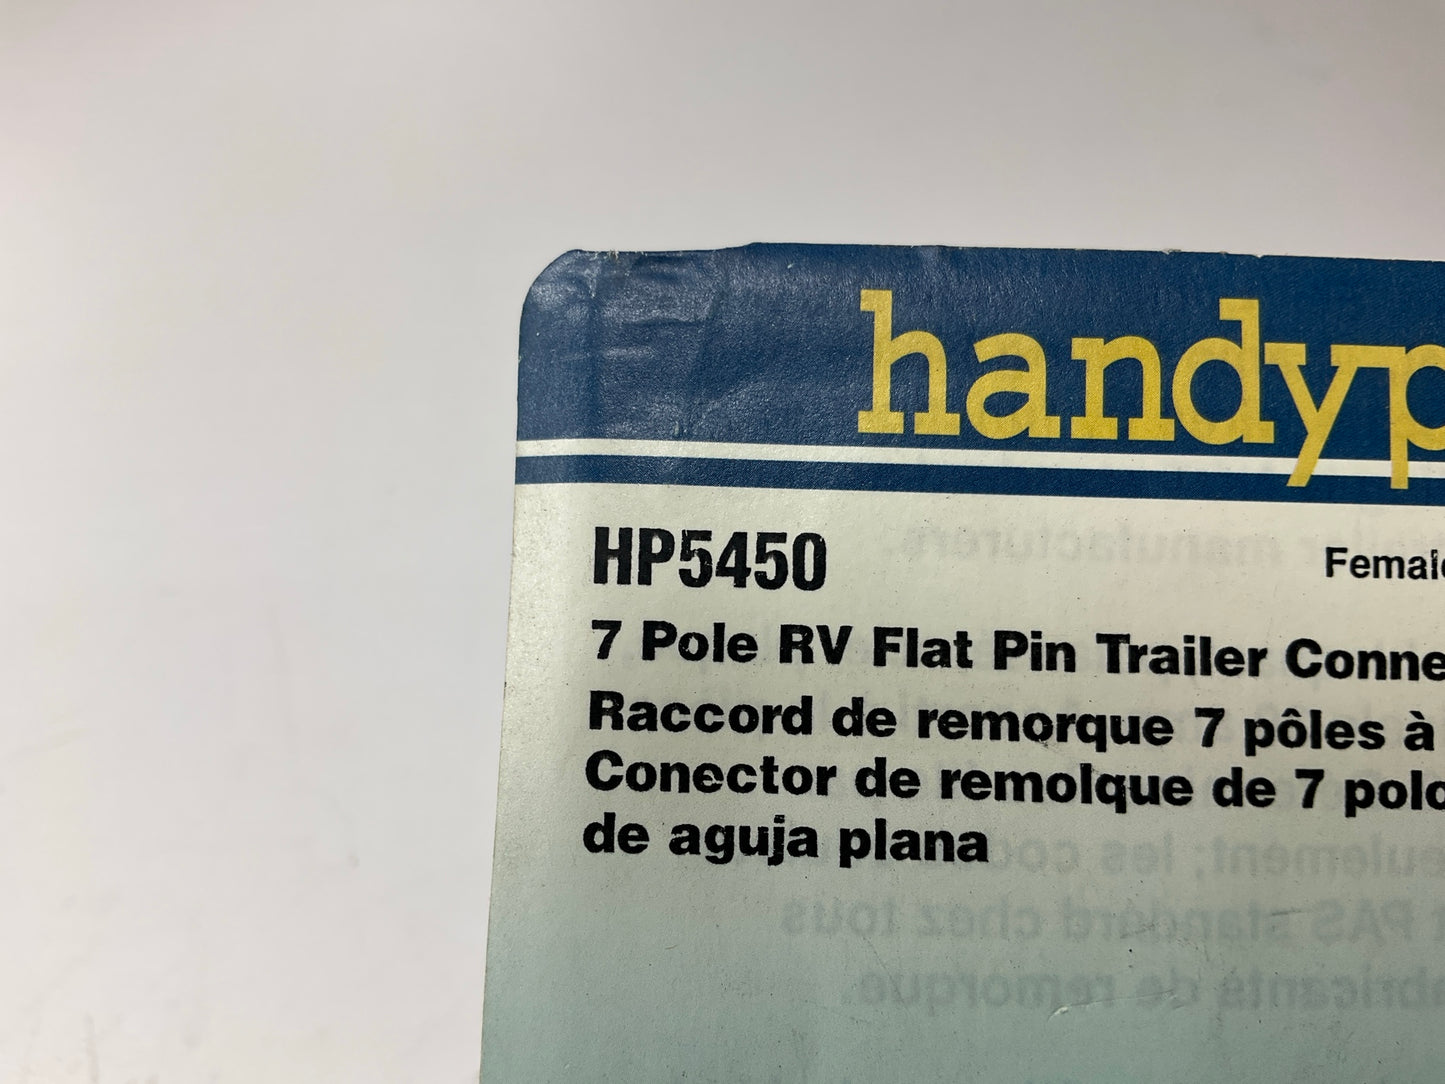 handyp
HP5450
Female
7 Pole RV Flat Pin Trailer Conne
Raccord de remorque 7 pôles à
Conector de remolque de 7 polo
de aguja plana